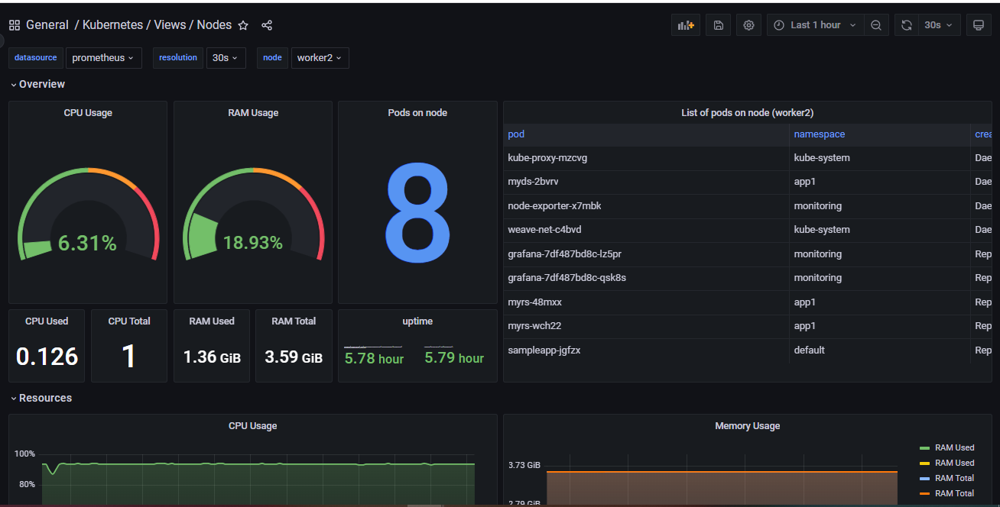 General / Kubernetes / Views / Nodes
Last 1 hour
30s
datasource prometheus resolution 30s node worker2
Overview
CPU Usage
6.31%
RAM Usage
18.93%
Pods on node
8
List of pods on node (worker2)
pod namespace crea
kube-proxy-mzcvg kube-system Dae
myds-2bvrv app1 Dae
node-exporter-x7mbk monitoring Dae
weave-net-c4bvd kube-system Dae
grafana-7df487bd8c-lz5pr monitoring Rep
grafana-7df487bd8c-qsk8s monitoring Rep
myrs-48mxx app1 Rep
myrs-wch22 app1 Rep
sampleapp-jgfzx default Rep
CPU Used
0.126
CPU Total
1
RAM Used
1.36 GiB
RAM Total
3.59 GiB
uptime
5.78 hour 5.79 hour
Resources
CPU Usage
100%
80%
Memory Usage
3.73 GiB
2.79 GiB
RAM Used
RAM Used
RAM Total
RAM Total